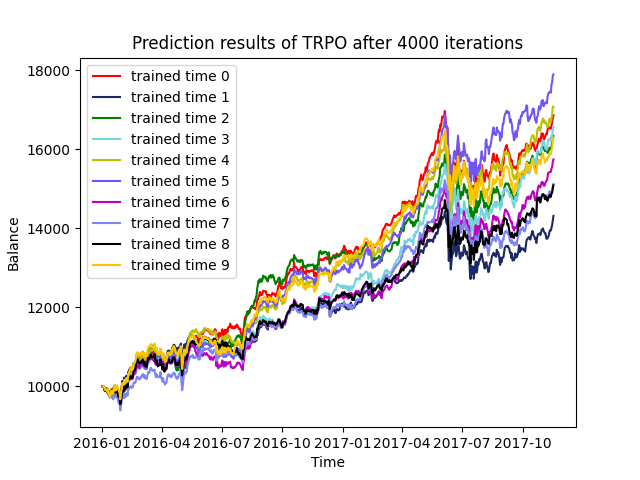 Prediction results of TRPO after 4000 iterations
18000
16000
14000
12000
10000
Balance
trained time 0
trained time 1
trained time 2
trained time 3
trained time 4
trained time 5
trained time 6
trained time 7
trained time 8
trained time 9
2016-01 2016-04 2016-07 2016-10 2017-01 2017-04 2017-07 2017-10
Time